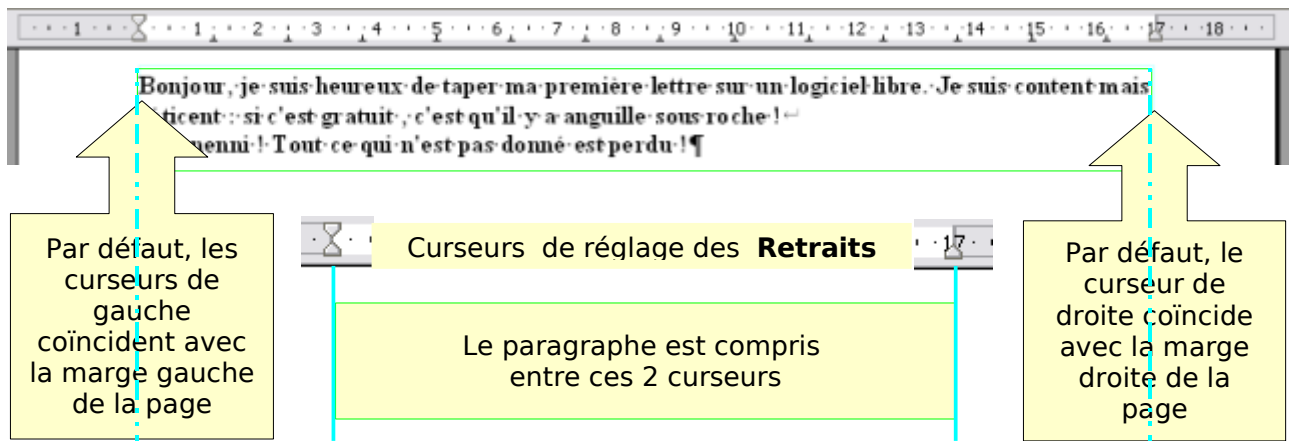 1 1 2 3 4 5 6 7 8 9 10 11 12 13 14 15 16 17 18
Bonjour, je suis heureux de taper ma première lettre sur un logiciel libre. Je suis content mais
ticent : si c'est gratuit, c'est qu'il y a anguille sous roche !↵
nenni ! Tout ce qui n'est pas donné est perdu !¶
Par défaut, les
curseurs de
gauche
coïncident avec
la marge gauche
de la page
Curseurs de réglage des Retraits
17
Le paragraphe est compris
entre ces 2 curseurs
Par défaut, le
curseur de
droite coïncide
avec la marge
droite de la
page